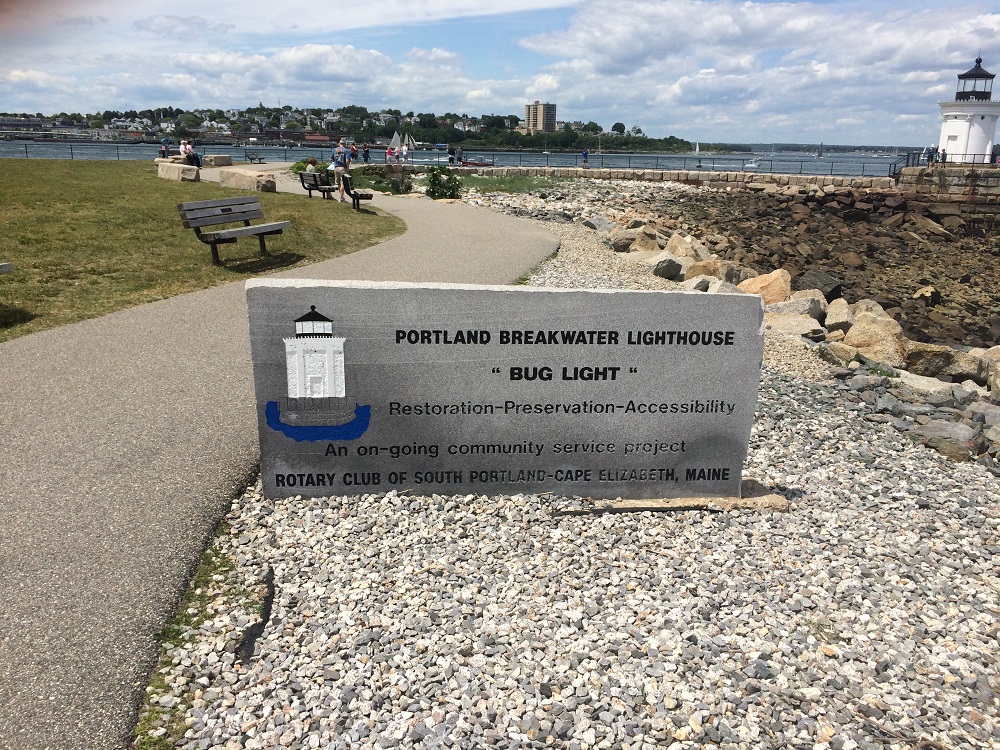 PORTLAND BREAKWATER LIGHTHOUSE
" BUG LIGHT "
Restoration-Preservation-Accessibility
An on-going community service project
ROTARY CLUB OF SOUTH PORTLAND-CAPE ELIZABETH, MAINE